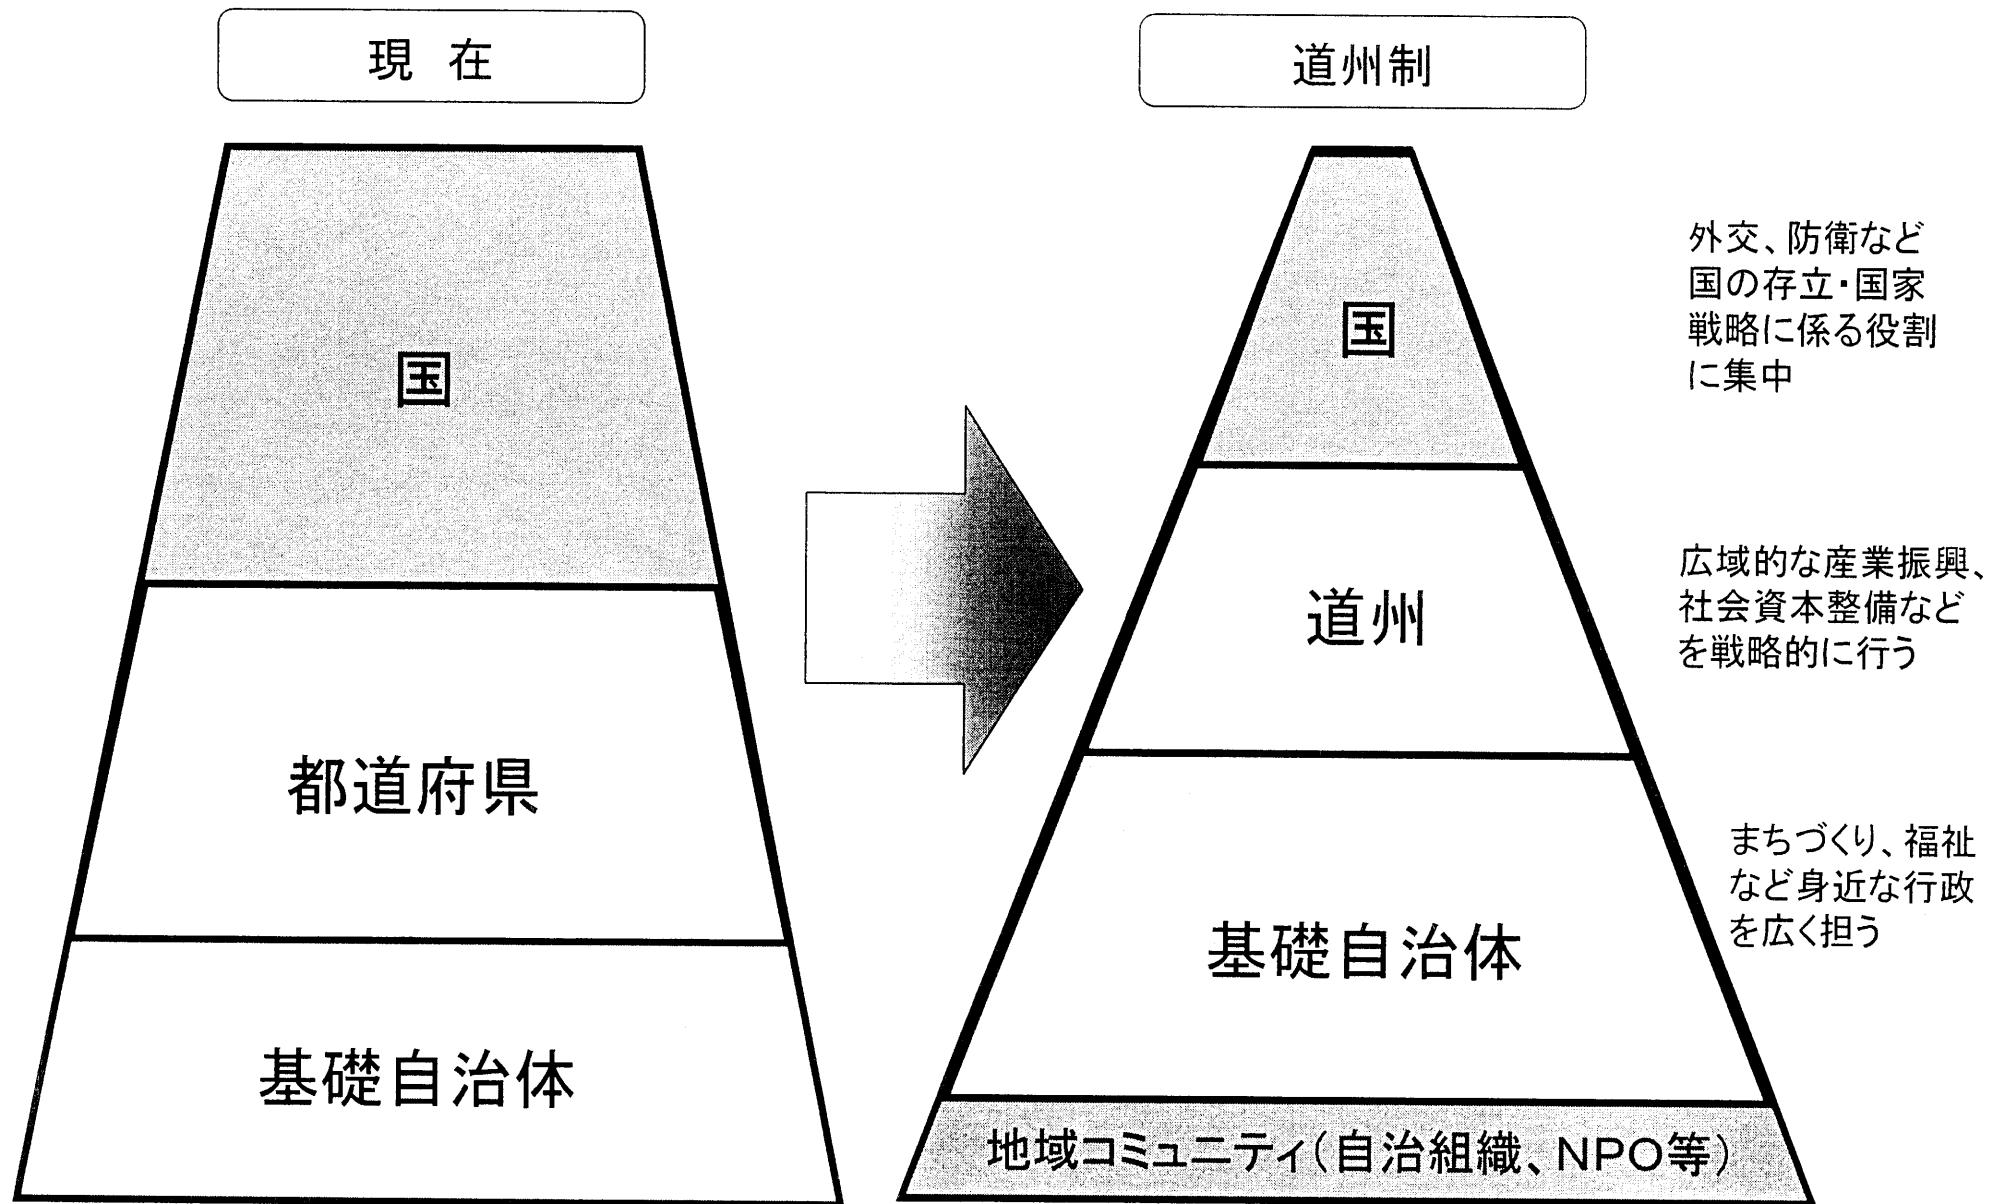 現 在
国
都道府県
基礎自治体
道州制
国
外交、防衛など
国の存立・国家
戦略に係る役割
に集中
道州
広域的な産業振興、
社会資本整備など
を戦略的に行う
基礎自治体
まちづくり、福祉
など身近な行政
を広く担う
地域コミュニティ(自治組織、NPO等)